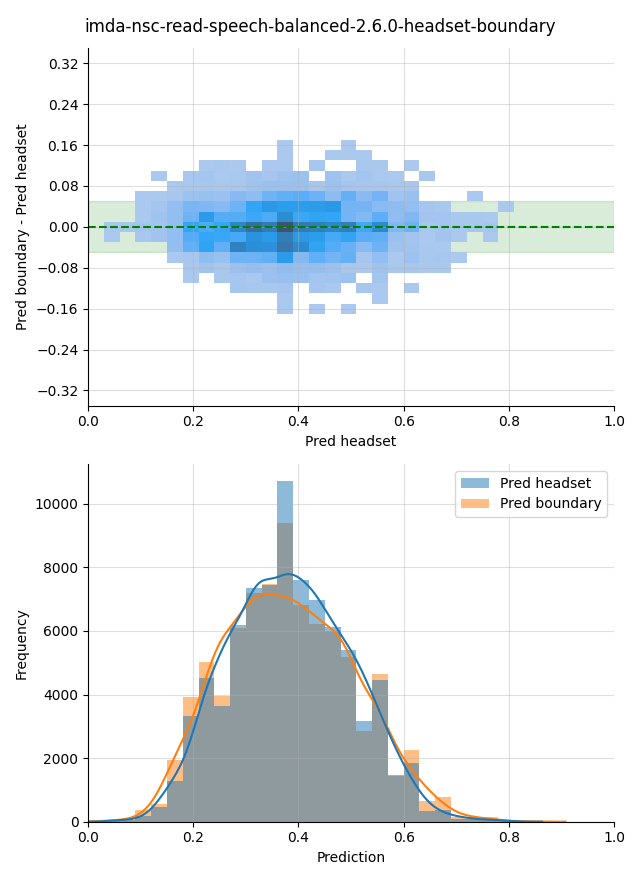 imda-nsc-read-speech-balanced-2.6.0-headset-boundary
0.32
0.24
0.16
0.08
0.00
−0.08
−0.16
−0.24
−0.32
Pred boundary - Pred headset
0.0 0.2 0.4 0.6 0.8 1.0
Pred headset
Pred headset
Pred boundary
10000
8000
6000
4000
2000
0
Frequency
0.0 0.2 0.4 0.6 0.8 1.0
Prediction